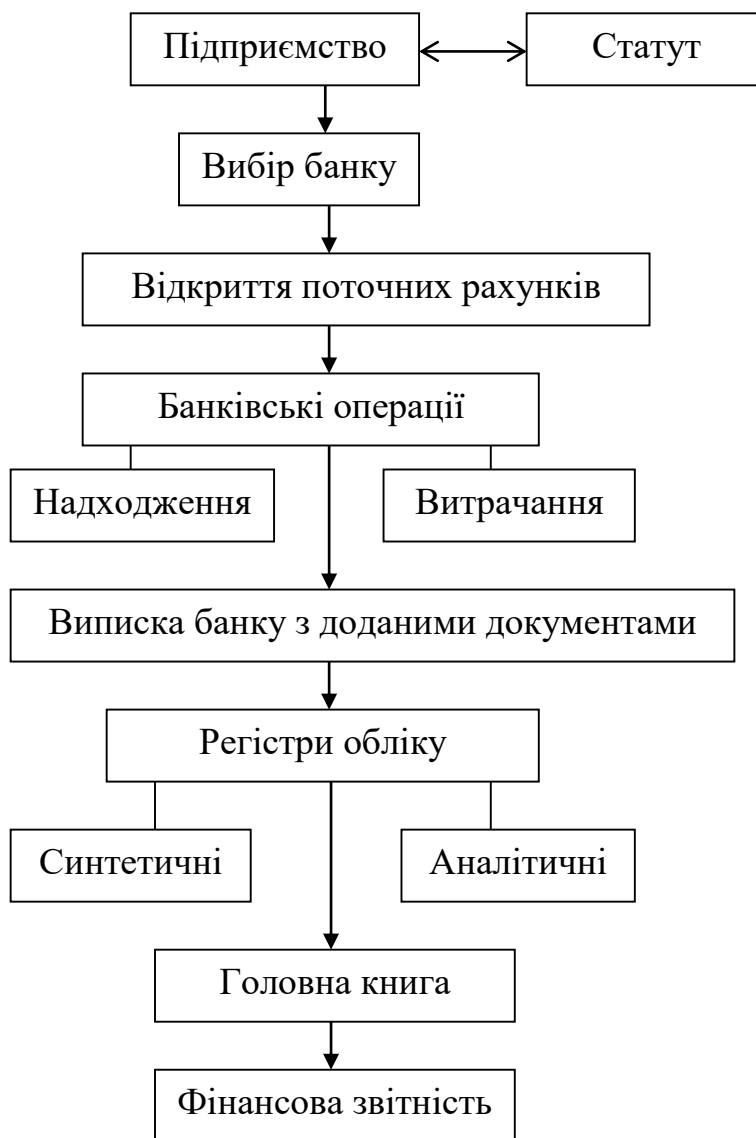 Підприємство
Статут
Вибір банку
Відкриття поточних рахунків
Банківські операції
Надходження
Витрачання
Виписка банку з доданими документами
Регістри обліку
Синтетичні
Аналітичні
Головна книга
Фінансова звітність